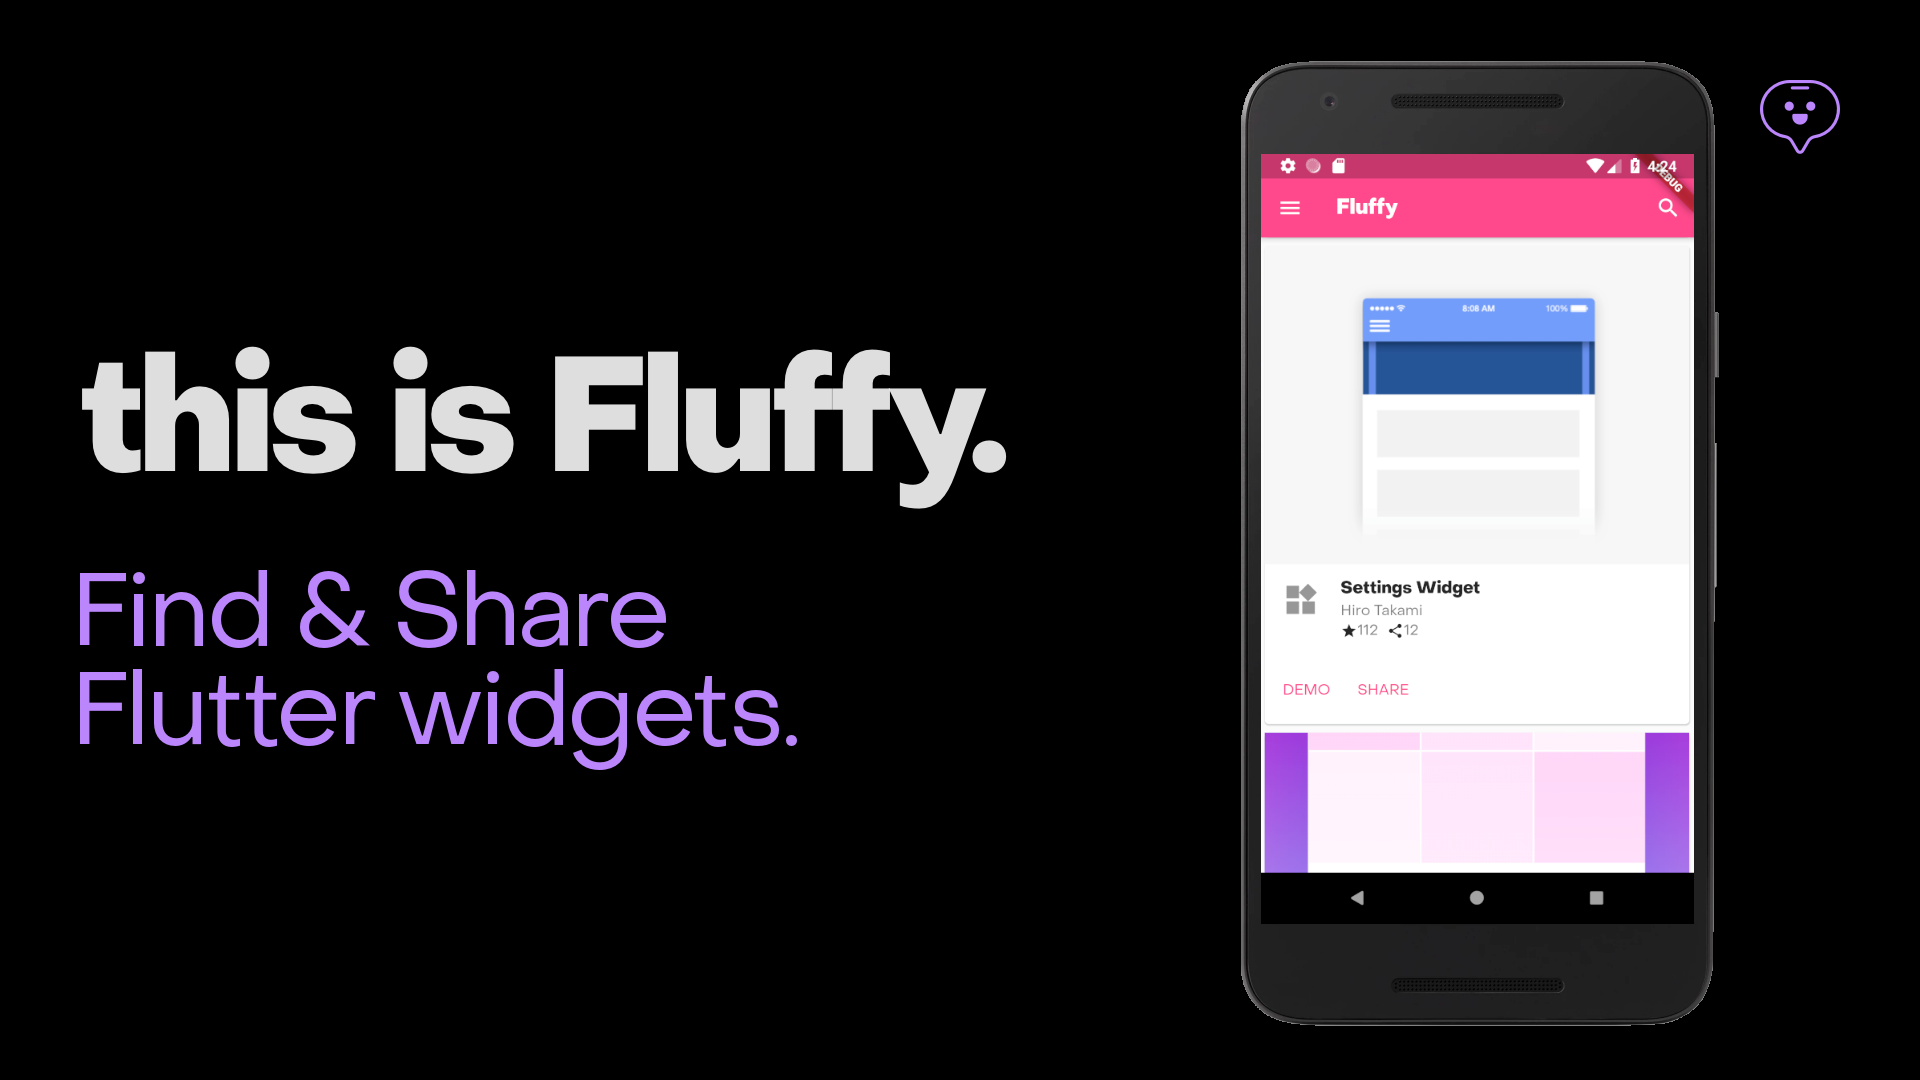 this is Fluffy.
Find & Share
Flutter widgets.
4:24
DEBUG
Fluffy
8:08 AM
100%
Settings Widget
Hiro Takami
112 12
DEMO SHARE